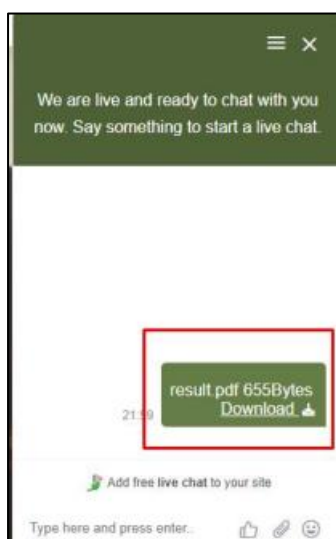 We are live and ready to chat with you
now. Say something to start a live chat.
result.pdf 655Bytes
Download
21:59
Add free live chat to your site
Type here and press enter..